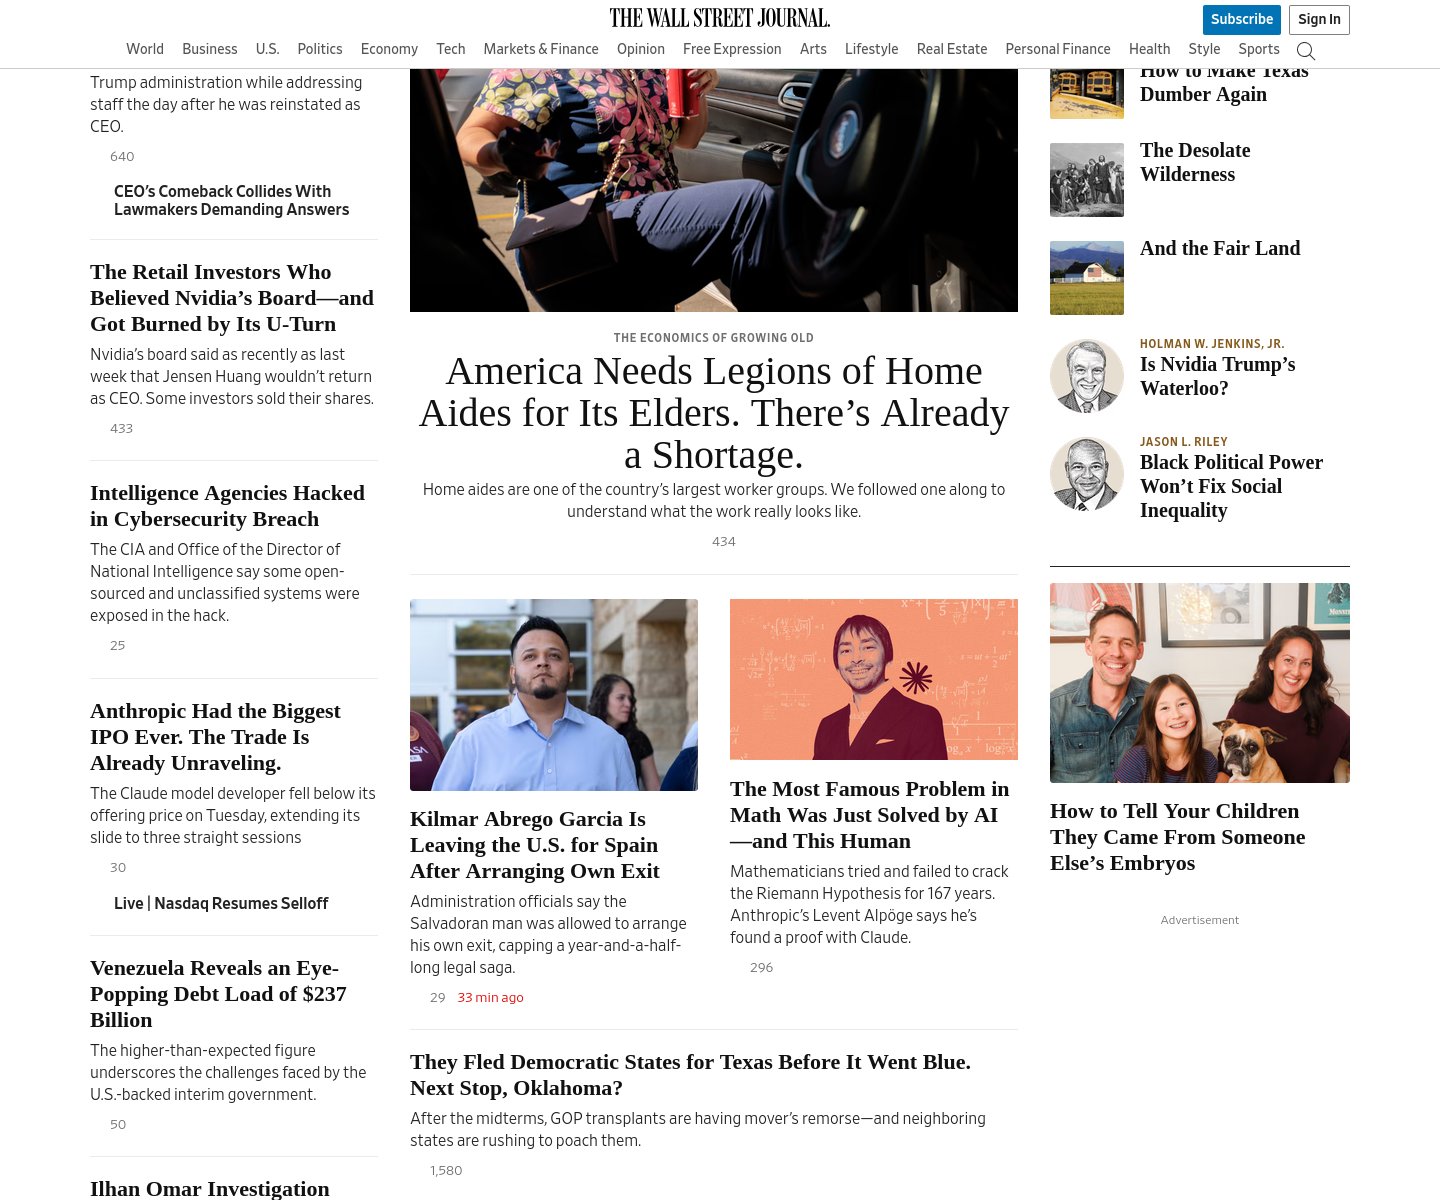 THE WALL STREET JOURNAL.
Subscribe
Sign In
World Business U.S. Politics Economy Tech Markets & Finance Opinion Free Expression Arts Lifestyle Real Estate Personal Finance Health Style Sports
Trump administration while addressing
staff the day after he was reinstated as
CEO.
640
CEO’s Comeback Collides With
Lawmakers Demanding Answers
The Retail Investors Who
Believed Nvidia’s Board—and
Got Burned by Its U-Turn
Nvidia’s board said as recently as last
week that Jensen Huang wouldn’t return
as CEO. Some investors sold their shares.
433
Intelligence Agencies Hacked
in Cybersecurity Breach
The CIA and Office of the Director of
National Intelligence say some open-
sourced and unclassified systems were
exposed in the hack.
25
Anthropic Had the Biggest
IPO Ever. The Trade Is
Already Unraveling.
The Claude model developer fell below its
offering price on Tuesday, extending its
slide to three straight sessions
30
Live | Nasdaq Resumes Selloff
Venezuela Reveals an Eye-
Popping Debt Load of $237
Billion
The higher-than-expected figure
underscores the challenges faced by the
U.S.-backed interim government.
50
Ilhan Omar Investigation
THE ECONOMICS OF GROWING OLD
America Needs Legions of Home
Aides for Its Elders. There’s Already
a Shortage.
Home aides are one of the country’s largest worker groups. We followed one along to
understand what the work really looks like.
434
Kilmar Abrego Garcia Is
Leaving the U.S. for Spain
After Arranging Own Exit
Administration officials say the
Salvadoran man was allowed to arrange
his own exit, capping a year-and-a-half-
long legal saga.
29 33 min ago
The Most Famous Problem in
Math Was Just Solved by AI
—and This Human
Mathematicians tried and failed to crack
the Riemann Hypothesis for 167 years.
Anthropic’s Levent Alpöge says he’s
found a proof with Claude.
296
They Fled Democratic States for Texas Before It Went Blue.
Next Stop, Oklahoma?
After the midterms, GOP transplants are having mover’s remorse—and neighboring
states are rushing to poach them.
1,580
How to Make Texas
Dumber Again
The Desolate
Wilderness
And the Fair Land
HOLMAN W. JENKINS, JR.
Is Nvidia Trump’s
Waterloo?
JASON L. RILEY
Black Political Power
Won’t Fix Social
Inequality
How to Tell Your Children
They Came From Someone
Else’s Embryos
Advertisement